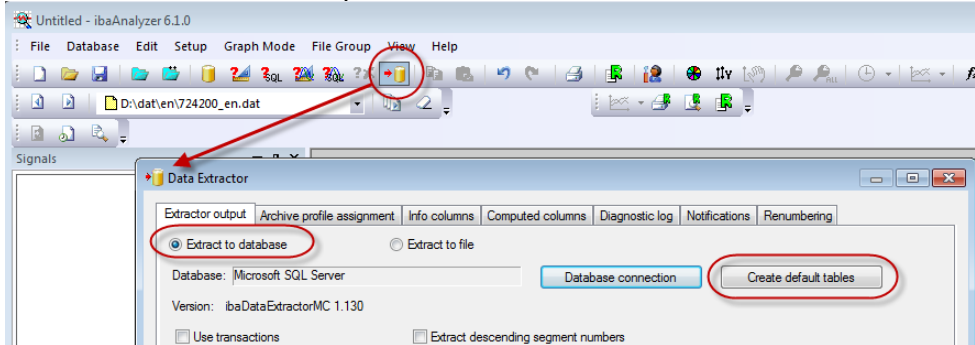 Untitled - ibaAnalyzer 6.1.0
File Database Edit Setup Graph Mode File Group View Help
SQL SQL ?X ALL
D:\dat\en\724200_en.dat
Signals
Data Extractor
Extractor output Archive profile assignment Info columns Computed columns Diagnostic log Notifications Renumbering
Extract to database Extract to file
Database: Microsoft SQL Server Database connection Create default tables
Version: ibaDataExtractorMC 1.130
Use transactions Extract descending segment numbers